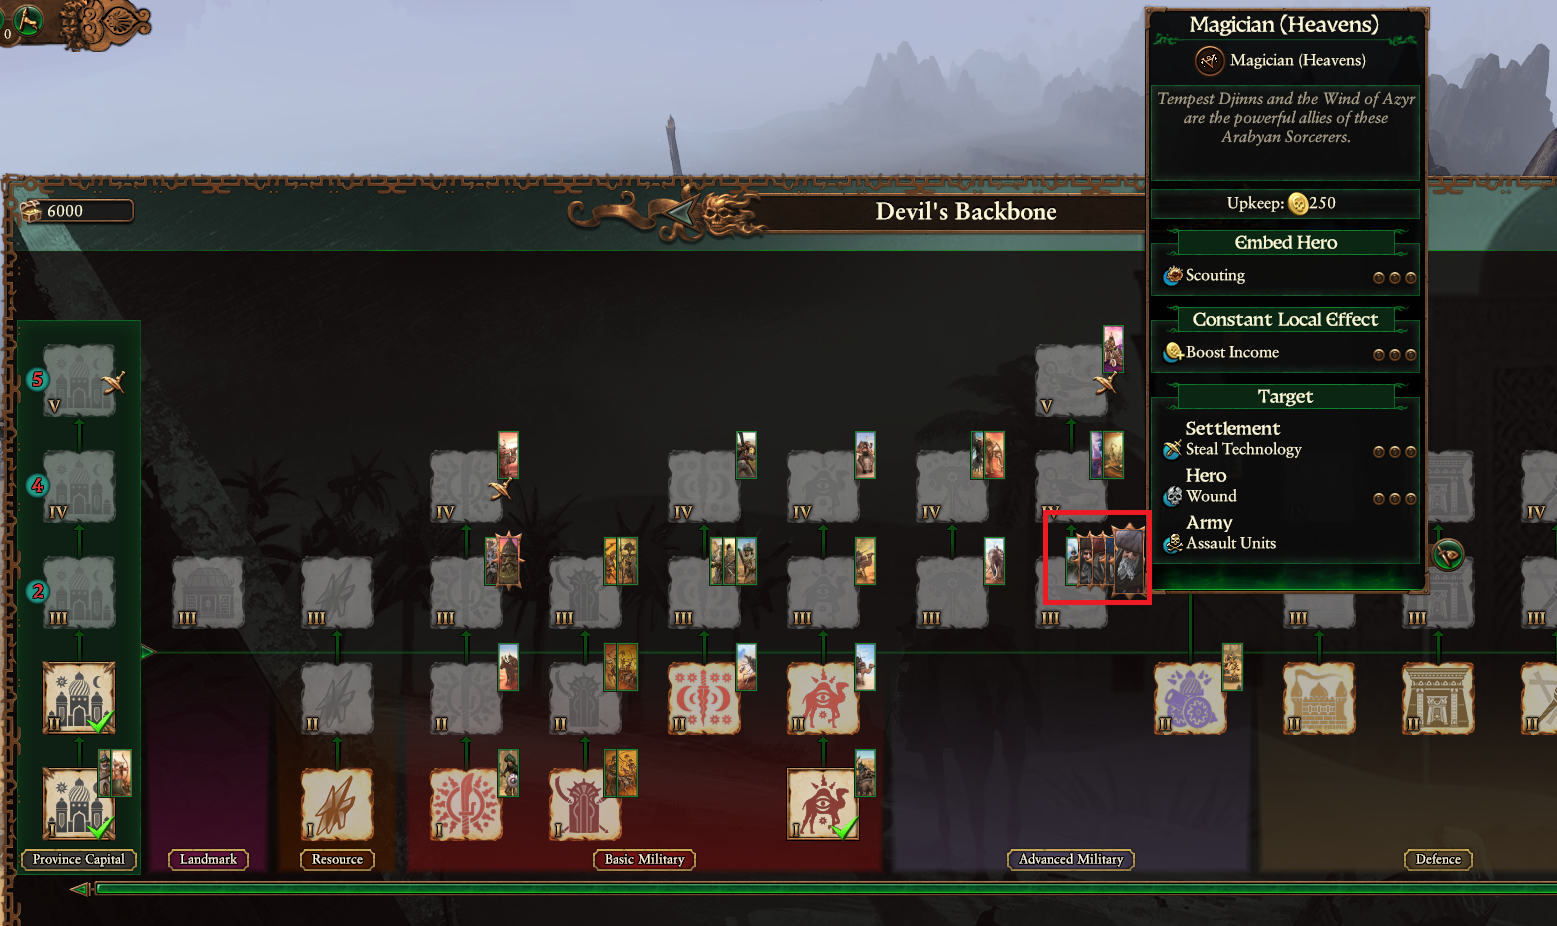 0
6000
Devil's Backbone
Magician (Heavens)
Magician (Heavens)
Tempest Djinns and the Wind of Azyr
are the powerful allies of these
Arabyan Sorcerers.
Upkeep: 250
Embed Hero
Scouting
Constant Local Effect
Boost Income
Target
Settlement
Steal Technology
Hero
Wound
Army
Assault Units
5
V
V
4
IV
IV
IV
IV
IV
IV
IV
2
III
III
III
III
III
III
III
III
III
III
III
III
II
II
II
II
II
II
II
II
II
II
I
I
I
I
I
Province Capital
Landmark
Resource
Basic Military
Advanced Military
Defence